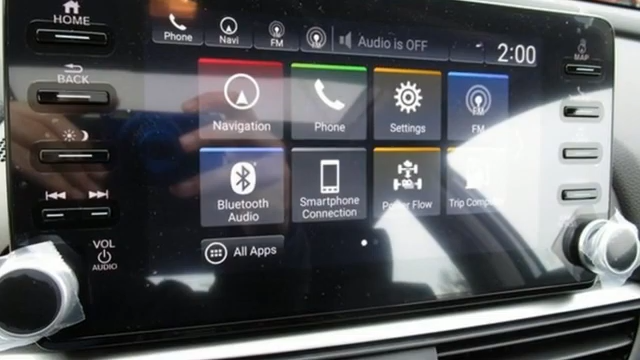 HOME
Phone
Navi
FM
Audio is OFF
2:00
MAP
BACK
Navigation
Phone
Settings
FM
Bluetooth
Audio
Smartphone
Connection
Flow
Trip
VOL
AUDIO
All Apps